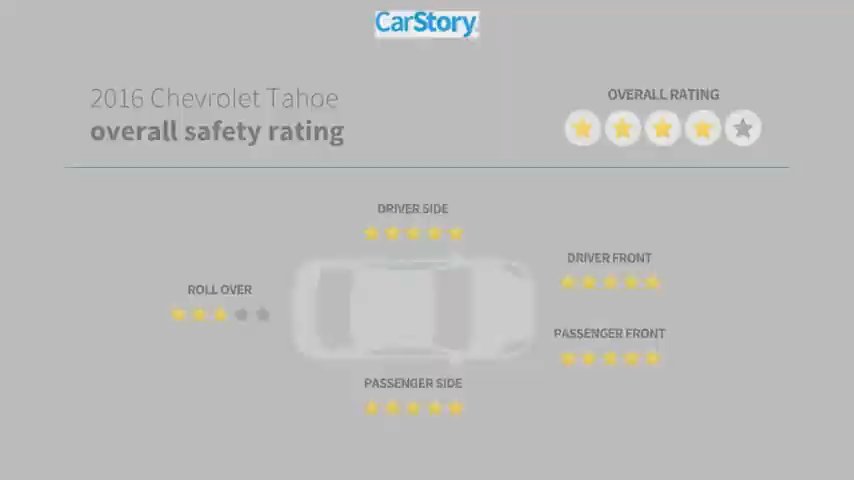 CarStory
2016 Chevrolet Tahoe
overall safety rating
OVERALL RATING
DRIVER SIDE
DRIVER FRONT
ROLL OVER
PASSENGER FRONT
PASSENGER SIDE